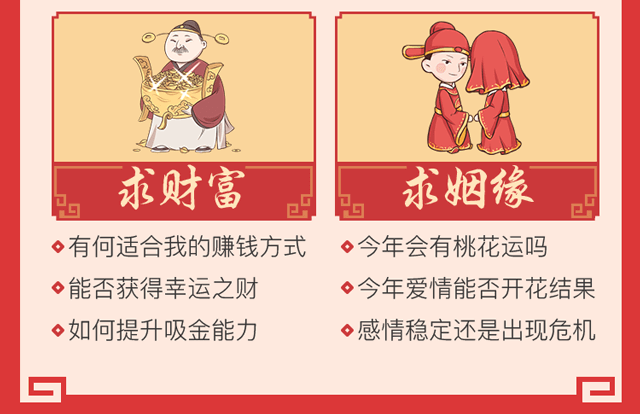 求财富
有何适合我的赚钱方式
能否获得幸运之财
如何提升吸金能力
求姻缘
今年会有桃花运吗
今年爱情能否开花结果
感情稳定还是出现危机